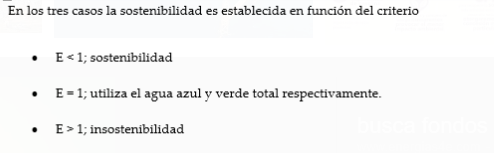 En los tres casos la sostenibilidad es establecida en función del criterio
• E < 1; sostenibilidad
• E = 1; utiliza el agua azul y verde total respectivamente.
• E > 1; insostenibilidad